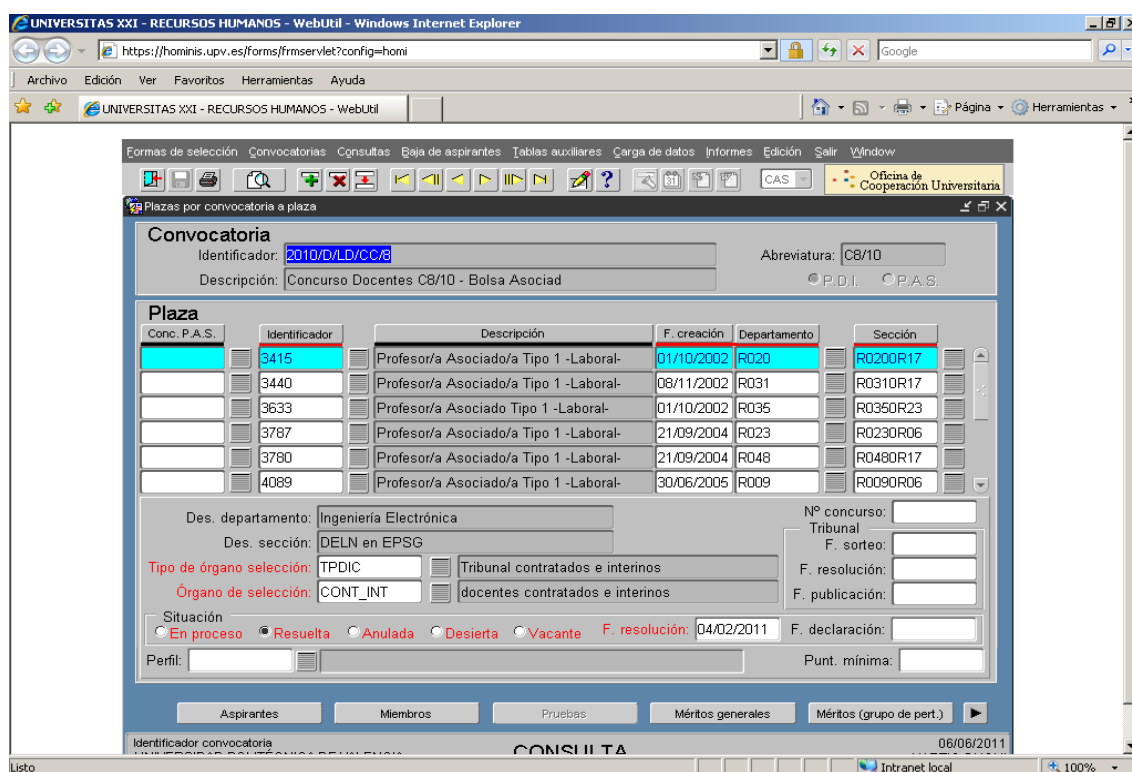 UNIVERSITAS XXI - RECURSOS HUMANOS - WebUtil - Windows Internet Explorer
https://hominis.upv.es/forms/frmservlet?config=homi
Google
Archivo Edición Ver Favoritos Herramientas Ayuda
UNIVERSITAS XXI - RECURSOS HUMANOS - WebUtil
Página Herramientas
Formas de selección Convocatorias Consultas Baja de aspirantes Tablas auxiliares Carga de datos Informes Edición Salir Window
CAS
Oficina de
Cooperación Universitaria
Plazas por convocatoria a plaza
Convocatoria
Identificador: 2010/D/LD/CC/8 Abreviatura: C8/10
Descripción: Concurso Docentes C8/10 - Bolsa Asociad P.D.I. P.A.S.
Plaza
Conc. P.A.S. Identificador Descripción F. creación Departamento Sección
3415 Profesor/a Asociado/a Tipo 1 -Laboral- 01/10/2002 R020 R0200R17
3440 Profesor/a Asociado/a Tipo 1 -Laboral- 08/11/2002 R031 R0310R17
3633 Profesor/a Asociado Tipo 1 -Laboral- 01/10/2002 R035 R0350R23
3787 Profesor/a Asociado/a Tipo 1 -Laboral- 21/09/2004 R023 R0230R06
3780 Profesor/a Asociado/a Tipo 1 -Laboral- 21/09/2004 R048 R0480R17
4089 Profesor/a Asociado/a Tipo 1 -Laboral- 30/06/2005 R009 R0090R06
Des. departamento: Ingeniería Electrónica Nº concurso:
Tribunal
Des. sección: DELN en EPSG F. sorteo:
Tipo de órgano selección: TPDIC Tribunal contratados e interinos F. resolución:
Órgano de selección: CONT_INT docentes contratados e interinos F. publicación:
Situación
En proceso Resuelta Anulada Desierta Vacante F. resolución: 04/02/2011 F. declaración:
Perfil: Punt. mínima:
Aspirantes Miembros Pruebas Méritos generales Méritos (grupo de pert.)
Identificador convocatoria CONSULTA 06/06/2011
Listo Intranet local 100%